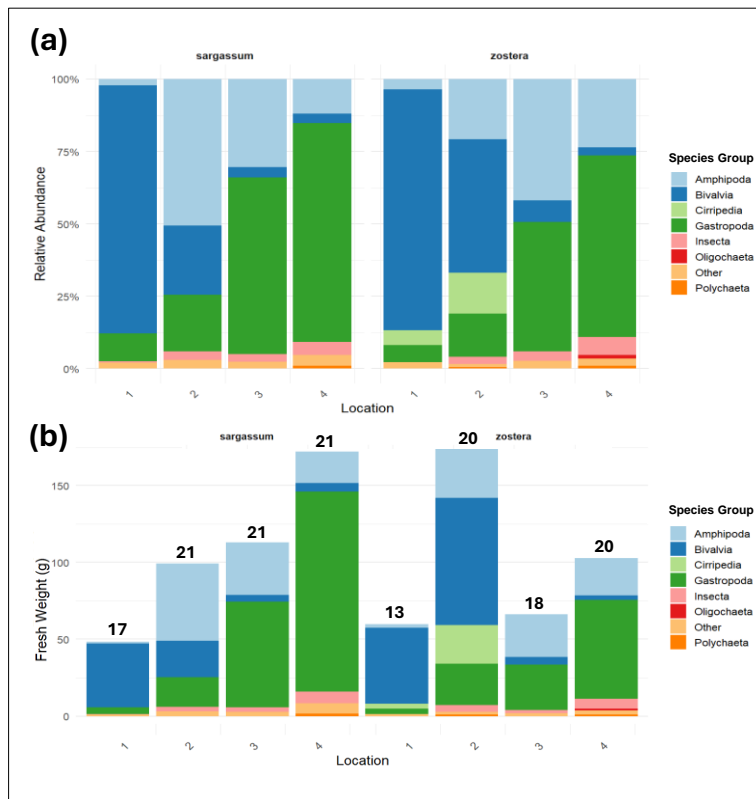 (a)
sargassum zostera
100%
75%
50%
25%
0%
Relative Abundance
1 2 3 4 1 2 3 4
Location
Species Group
Amphipoda
Bivalvia
Cirripedia
Gastropoda
Insecta
Oligochaeta
Other
Polychaeta
(b)
sargassum zostera
17 21 21 21 13 20 18 20
150
100
50
0
Fresh Weight (g)
1 2 3 4 1 2 3 4
Location
Species Group
Amphipoda
Bivalvia
Cirripedia
Gastropoda
Insecta
Oligochaeta
Other
Polychaeta